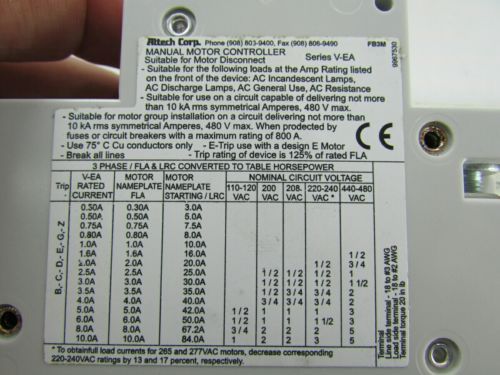 Altech Corp. Phone (908) 803-9400, Fax (908) 806-9490 FB3M
MANUAL MOTOR CONTROLLER Series V-EA
9967530
- Suitable for Motor Disconnect
- Suitable for the following loads at the Amp Rating listed
on the front of the device: AC Incandescent Lamps,
AC Discharge Lamps, AC General Use, AC Resistance
- Suitable for use on a circuit capable of delivering not more
than 10 kA rms symmetrical Amperes, 480 V max.
- Suitable for motor group installation on a circuit delivering not more than
10 kA rms symmetrical Amperes, 480 V max. When prodected by
fuses or circuit breakers with a maximum rating of 800 A.
- Use 75° C Cu conductors only - E-Trip use with a design E Motor
- Break all lines - Trip rating of device is 125% of rated FLA
CE
3 PHASE / FLA & LRC CONVERTED TO TABLE HORSEPOWER
Trip V-EA RATED CURRENT MOTOR NAMEPLATE FLA MOTOR NAMEPLATE STARTING / LRC NOMINAL CIRCUIT VOLTAGE
110-120 VAC 200 VAC 208- VAC 220-240 VAC * 440-480 VAC
B,- C,- D,- E,- G,- Z
0.50A 0.30A 3.0A
0.50A 0.50A 5.0A
0.75A 0.75A 7.5A
0.80A 0.80A 8.0A
1.0A 1.0A 10.0A
1.6A 1.6A 16.0A 1/2
2.0A 2.0A 20.0A 1/2 3/4
2.5A 2.5A 25.0A 1/2 1/2 1/2 1
3.0A 3.0A 30.0A 1/2 1/2 3/4 1 1/2
3.5A 3.5A 35.0A 1/2 1/2 3/4 2
4.0A 4.0A 40.0A 3/4 3/4 3/4 2
5.0A 5.0A 42.0A 1/2 1 1 1 3
6.0A 6.0A 50.0A 1/2 1 1 1 1/2 3
8.0A 8.0A 67.2A 3/4 2 2 2 5
10.0A 10.0A 84.0A 1 2 2 5
Terminal
Line side terminal - 18 to #3 AWG
Load side terminal - 18 to #2 AWG
Terminal torque 20 in lb
* To obtainfull load currents for 265 and 277VAC motors, decrease corresponding
220-240VAC ratings by 13 and 17 percent, respectively.